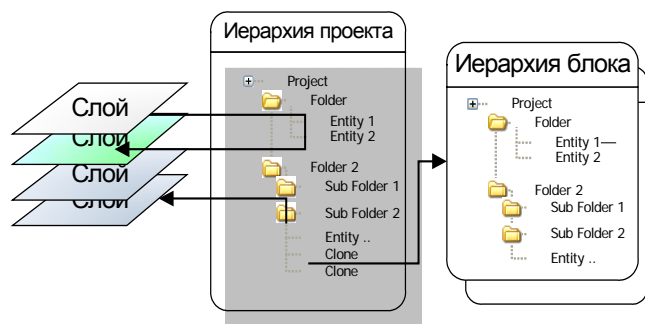 Слой
Слой
Слой
Слой
Иерархия проекта
Project
Folder
Entity 1
Entity 2
Folder 2
Sub Folder 1
Sub Folder 2
Entity ..
Clone
Clone
Иерархия блока
Project
Folder
Entity 1
Entity 2
Folder 2
Sub Folder 1
Sub Folder 2
Entity ..